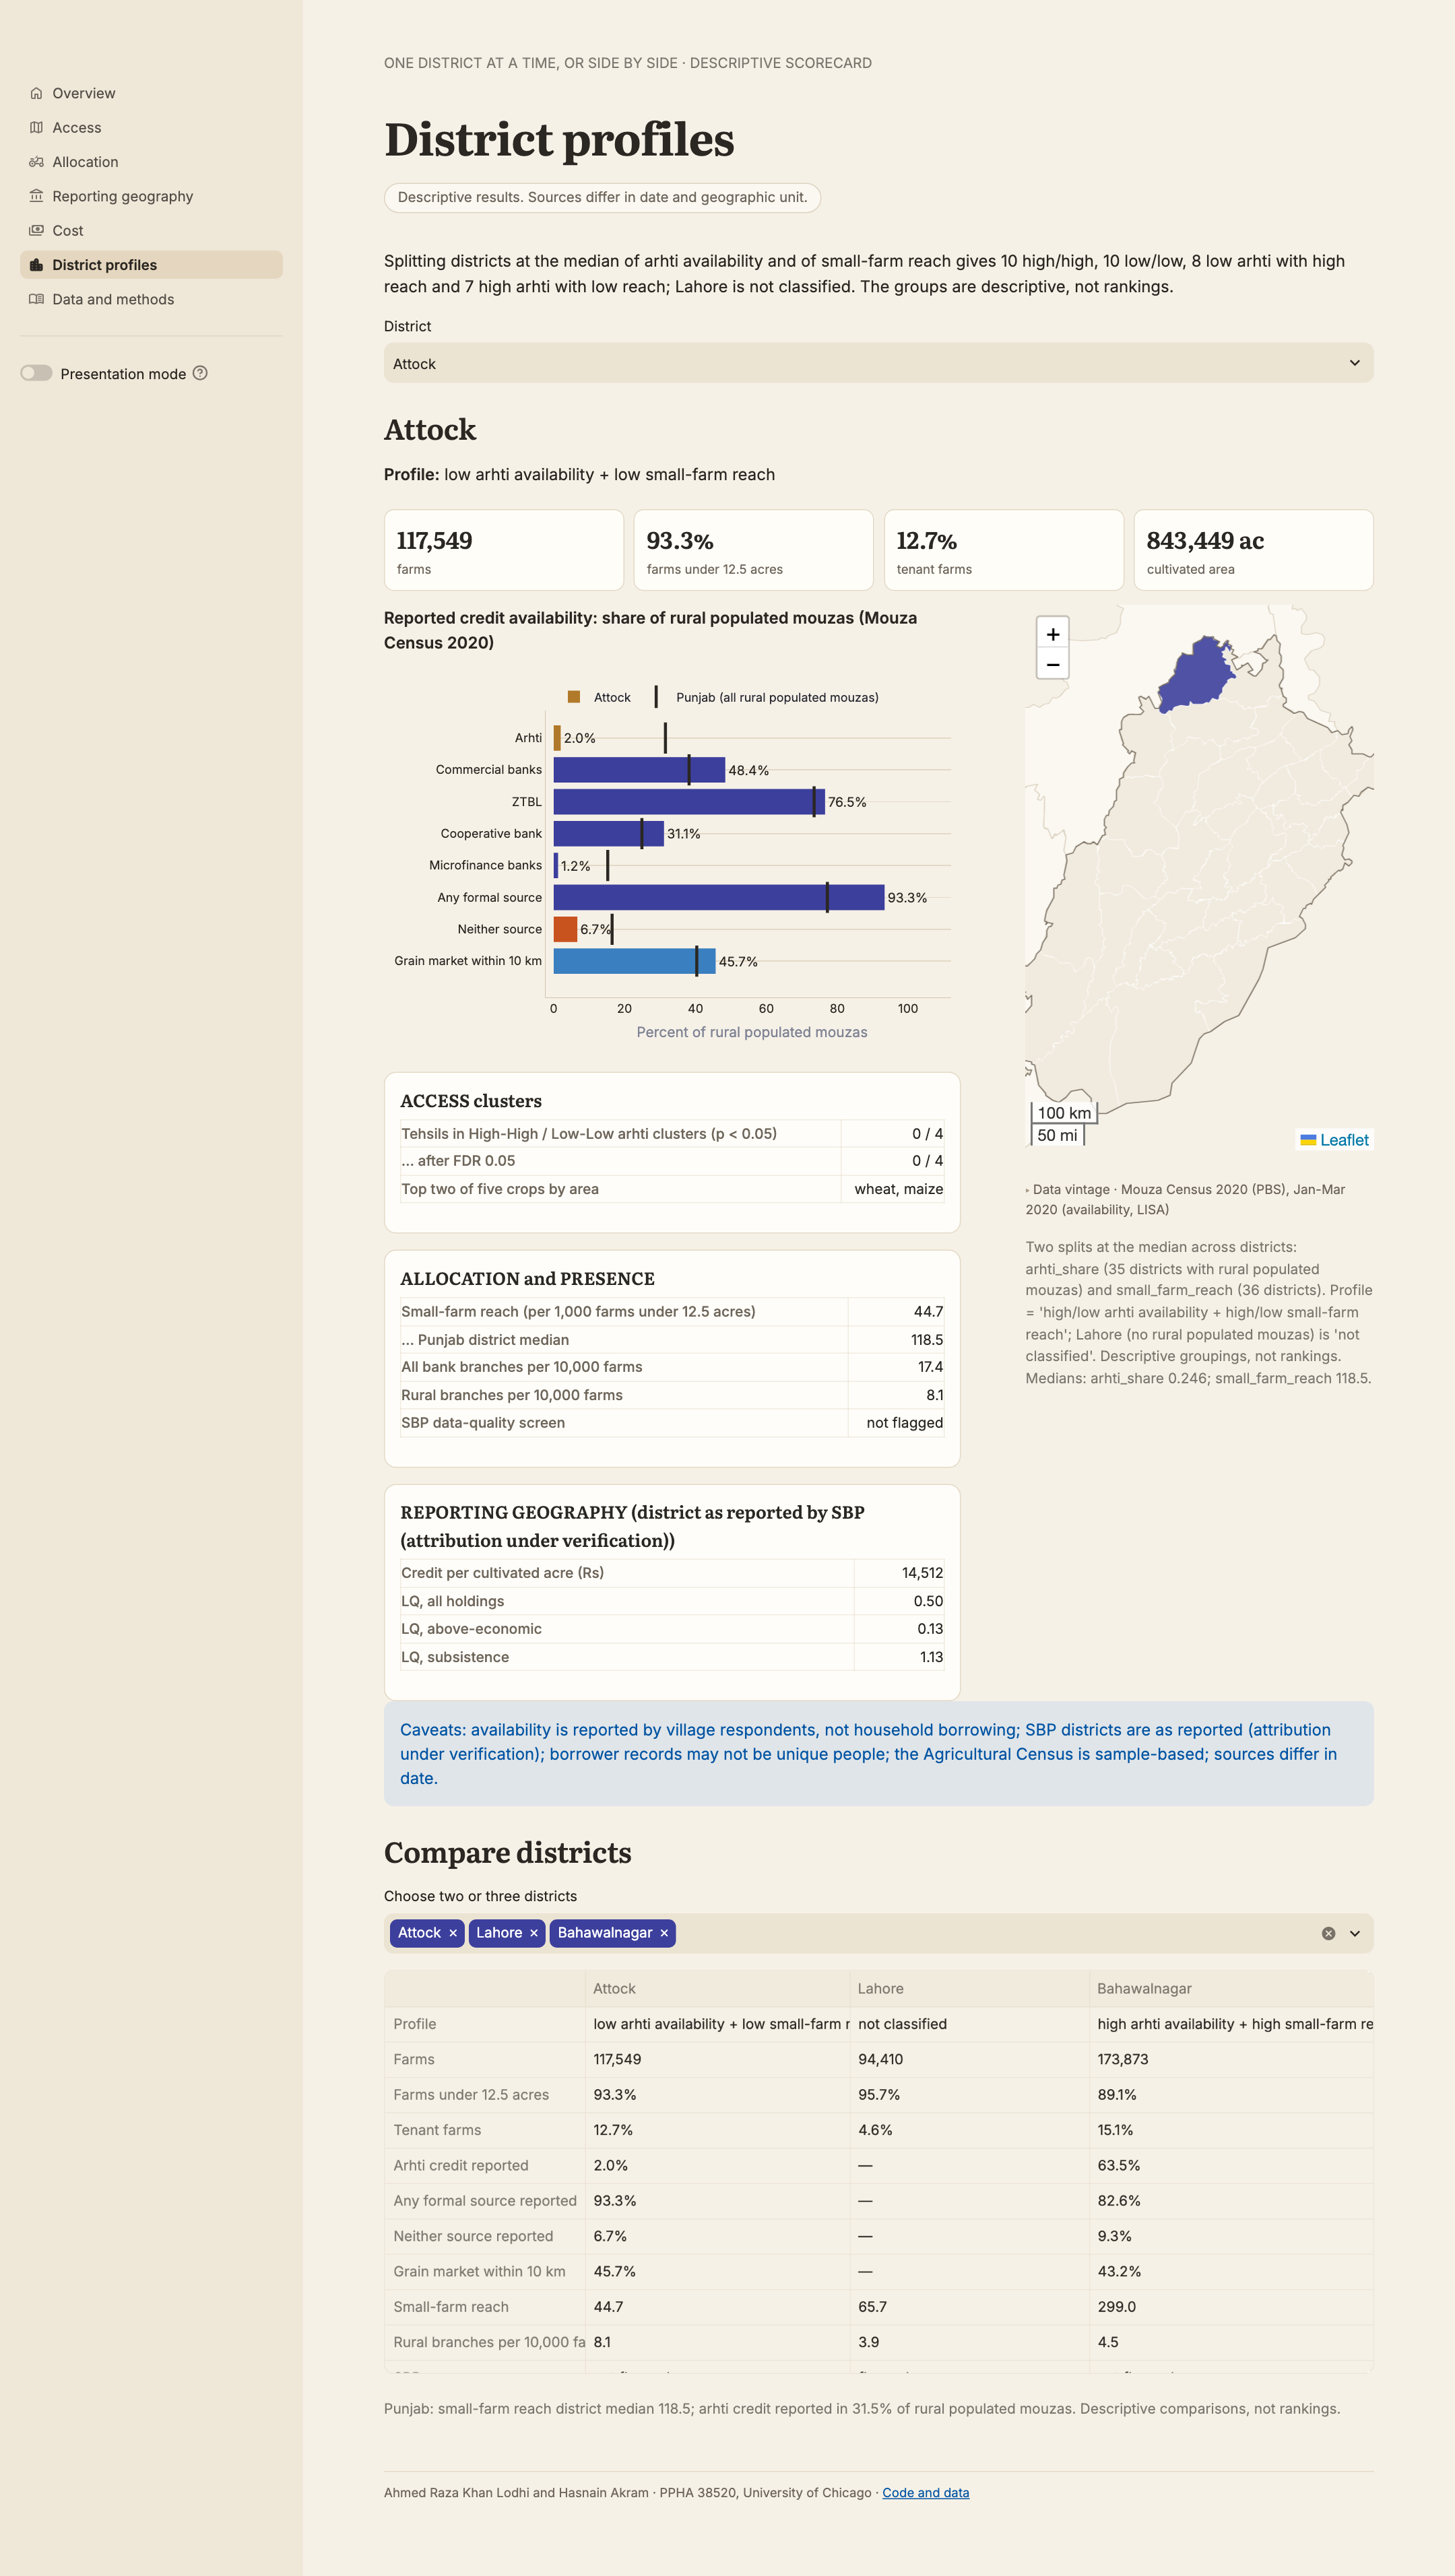 Overview
Access
Allocation
Reporting geography
Cost
District profiles
Data and methods
Presentation mode
ONE DISTRICT AT A TIME, OR SIDE BY SIDE · DESCRIPTIVE SCORECARD
District profiles
Descriptive results. Sources differ in date and geographic unit.
Splitting districts at the median of arhti availability and of small-farm reach gives 10 high/high, 10 low/low, 8 low arhti with high
reach and 7 high arhti with low reach; Lahore is not classified. The groups are descriptive, not rankings.
District
Attock
Attock
Profile: low arhti availability + low small-farm reach
117,549
farms
93.3%
farms under 12.5 acres
12.7%
tenant farms
843,449 ac
cultivated area
Reported credit availability: share of rural populated mouzas (Mouza
Census 2020)
Attock Punjab (all rural populated mouzas)
Arhti 2.0%
Commercial banks 48.4%
ZTBL 76.5%
Cooperative bank 31.1%
Microfinance banks 1.2%
Any formal source 93.3%
Neither source 6.7%
Grain market within 10 km 45.7%
0 20 40 60 80 100
Percent of rural populated mouzas
+
−
100 km
50 mi
Leaflet
Data vintage · Mouza Census 2020 (PBS), Jan-Mar
2020 (availability, LISA)
Two splits at the median across districts:
arhti_share (35 districts with rural populated
mouzas) and small_farm_reach (36 districts). Profile
= 'high/low arhti availability + high/low small-farm
reach'; Lahore (no rural populated mouzas) is 'not
classified'. Descriptive groupings, not rankings.
Medians: arhti_share 0.246; small_farm_reach 118.5.
ACCESS clusters
Tehsils in High-High / Low-Low arhti clusters (p < 0.05) 0 / 4
... after FDR 0.05 0 / 4
Top two of five crops by area wheat, maize
ALLOCATION and PRESENCE
Small-farm reach (per 1,000 farms under 12.5 acres) 44.7
... Punjab district median 118.5
All bank branches per 10,000 farms 17.4
Rural branches per 10,000 farms 8.1
SBP data-quality screen not flagged
REPORTING GEOGRAPHY (district as reported by SBP
(attribution under verification))
Credit per cultivated acre (Rs) 14,512
LQ, all holdings 0.50
LQ, above-economic 0.13
LQ, subsistence 1.13
Caveats: availability is reported by village respondents, not household borrowing; SBP districts are as reported (attribution
under verification); borrower records may not be unique people; the Agricultural Census is sample-based; sources differ in
date.
Compare districts
Choose two or three districts
Attock × Lahore × Bahawalnagar ×
Attock Lahore Bahawalnagar
Profile low arhti availability + low small-farm r not classified high arhti availability + high small-farm re
Farms 117,549 94,410 173,873
Farms under 12.5 acres 93.3% 95.7% 89.1%
Tenant farms 12.7% 4.6% 15.1%
Arhti credit reported 2.0% — 63.5%
Any formal source reported 93.3% — 82.6%
Neither source reported 6.7% — 9.3%
Grain market within 10 km 45.7% — 43.2%
Small-farm reach 44.7 65.7 299.0
Rural branches per 10,000 fa 8.1 3.9 4.5
Punjab: small-farm reach district median 118.5; arhti credit reported in 31.5% of rural populated mouzas. Descriptive comparisons, not rankings.
Ahmed Raza Khan Lodhi and Hasnain Akram · PPHA 38520, University of Chicago · Code and data